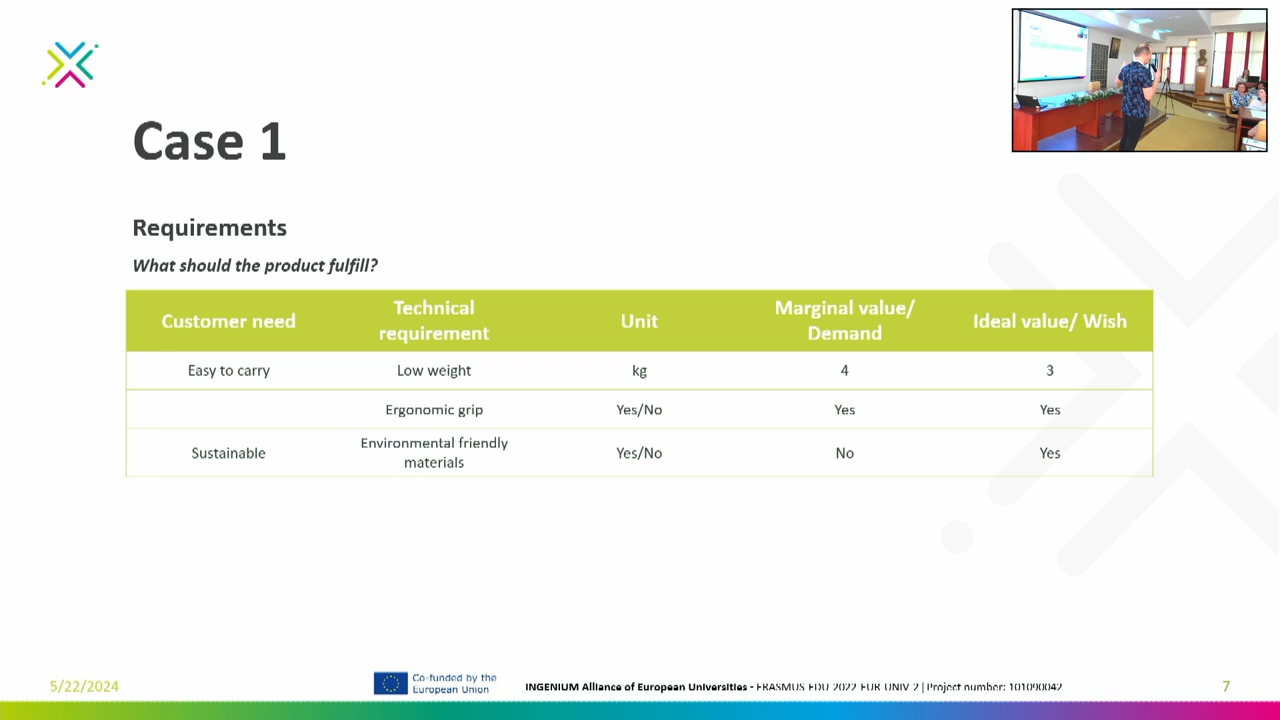 Case 1
Requirements
What should the product fulfill?
Customer need
Technical
requirement
Unit
Marginal value/
Demand
Ideal value/ Wish
Easy to carry
Low weight
kg
4
3
Ergonomic grip
Yes/No
Yes
Yes
Sustainable
Environmental friendly
materials
Yes/No
No
Yes
5/22/2024
Co-funded by the
European Union
INGENIUM Alliance of European Universities - ERASMUS EDU 2022 EUR UNIV 2 | Project number: 101090042
7